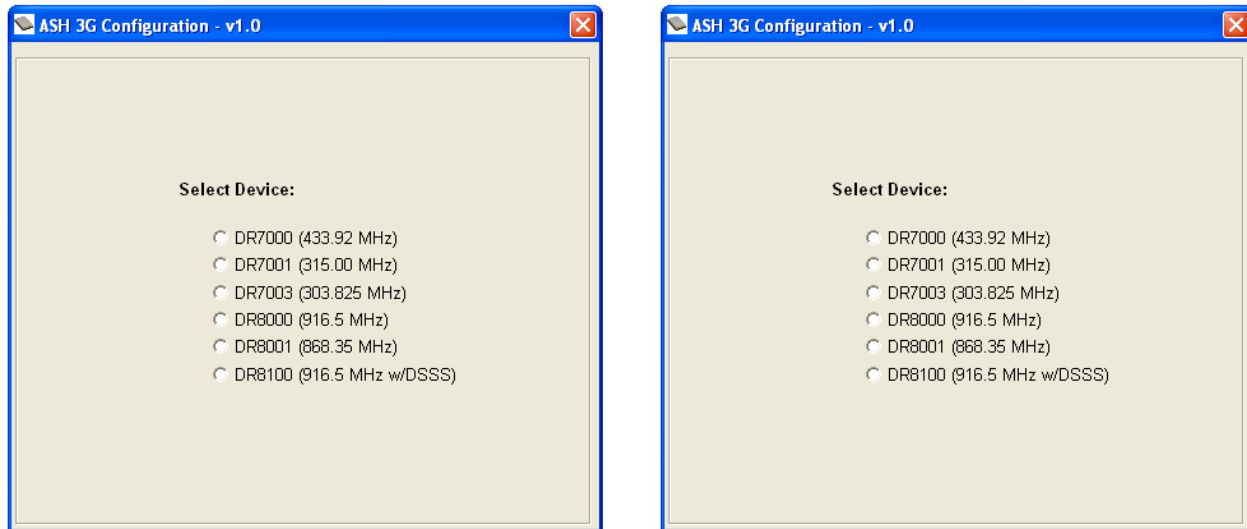 ASH 3G Configuration - v1.0
Select Device:
DR7000 (433.92 MHz)
DR7001 (315.00 MHz)
DR7003 (303.825 MHz)
DR8000 (916.5 MHz)
DR8001 (868.35 MHz)
DR8100 (916.5 MHz w/DSSS)
ASH 3G Configuration - v1.0
Select Device:
DR7000 (433.92 MHz)
DR7001 (315.00 MHz)
DR7003 (303.825 MHz)
DR8000 (916.5 MHz)
DR8001 (868.35 MHz)
DR8100 (916.5 MHz w/DSSS)